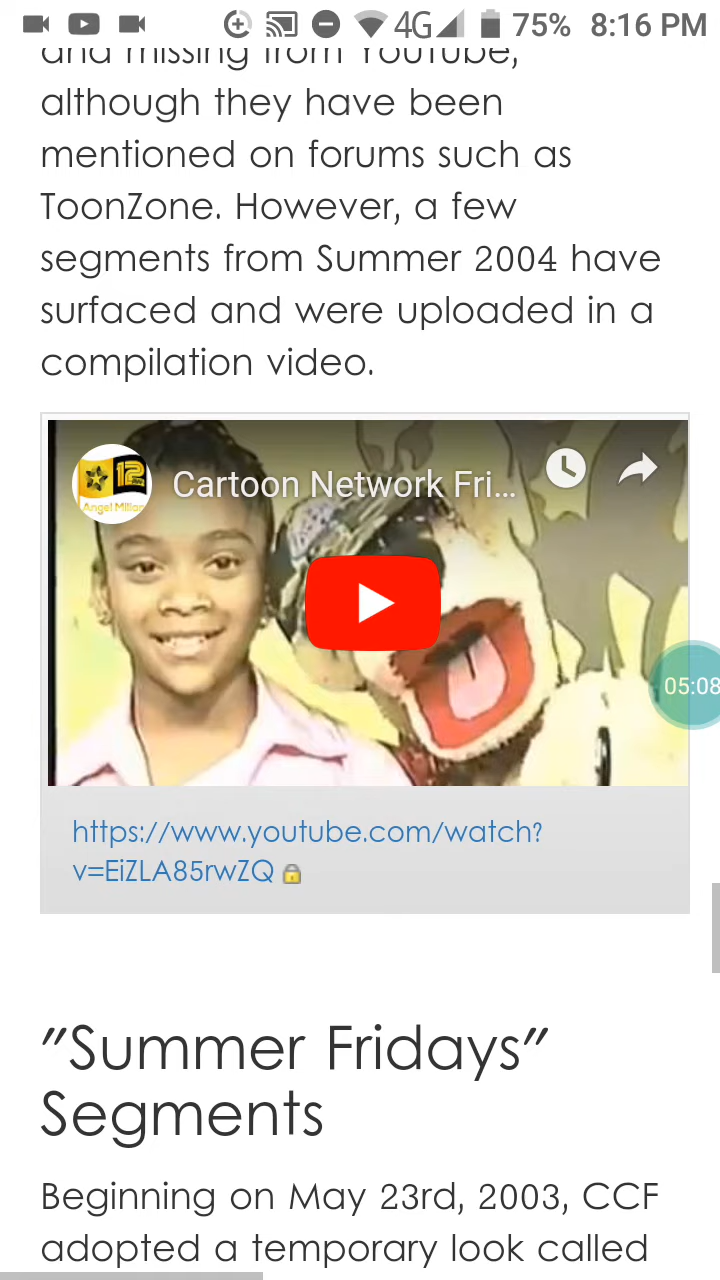 4G 75% 8:16 PM
and missing from YouTube,
although they have been
mentioned on forums such as
ToonZone. However, a few
segments from Summer 2004 have
surfaced and were uploaded in a
compilation video.
12
Angel Milian
Cartoon Network Fri...
05:08
https://www.youtube.com/watch?
v=EiZLA85rwZQ
"Summer Fridays"
Segments
Beginning on May 23rd, 2003, CCF
adopted a temporary look called